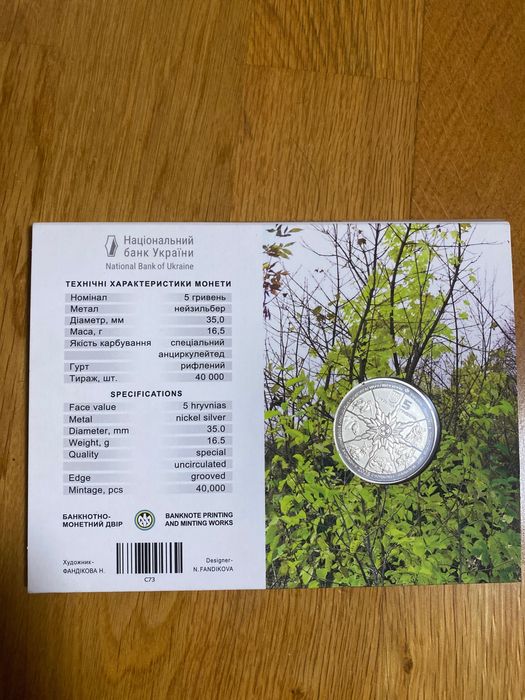 Національний
банк України
National Bank of Ukraine
ТЕХНІЧНІ ХАРАКТЕРИСТИКИ МОНЕТИ
Номінал 5 гривень
Метал нейзильбер
Діаметр, мм 35,0
Маса, г 16,5
Якість карбування спеціальний
анциркулейтед
Гурт рифлений
Тираж, шт. 40 000
SPECIFICATIONS
Face value 5 hryvnias
Metal nickel silver
Diameter, mm 35.0
Weight, g 16.5
Quality special
uncirculated
Edge grooved
Mintage, pcs 40,000
БАНКНОТНО-
МОНЕТНИЙ ДВІР
BANKNOTE PRINTING
AND MINTING WORKS
Художник-
ФАНДІКОВА Н.
C73
Designer-
N.FANDIKOVA
5